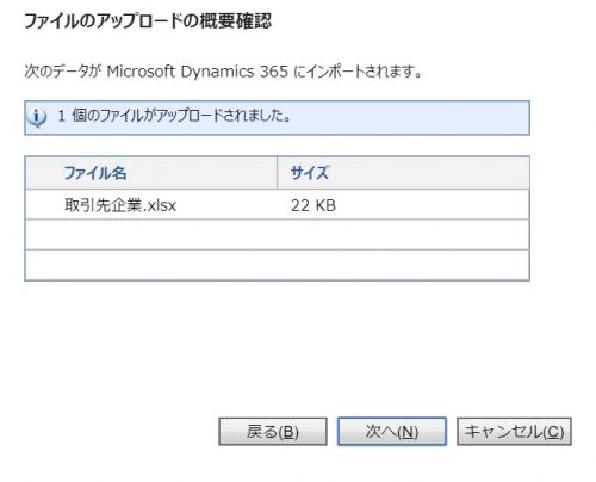 ファイルのアップロードの概要確認
次のデータが Microsoft Dynamics 365 にインポートされます。
1 個のファイルがアップロードされました。
ファイル名 サイズ
取引先企業.xlsx 22 KB
戻る(B) 次へ(N) キャンセル(C)